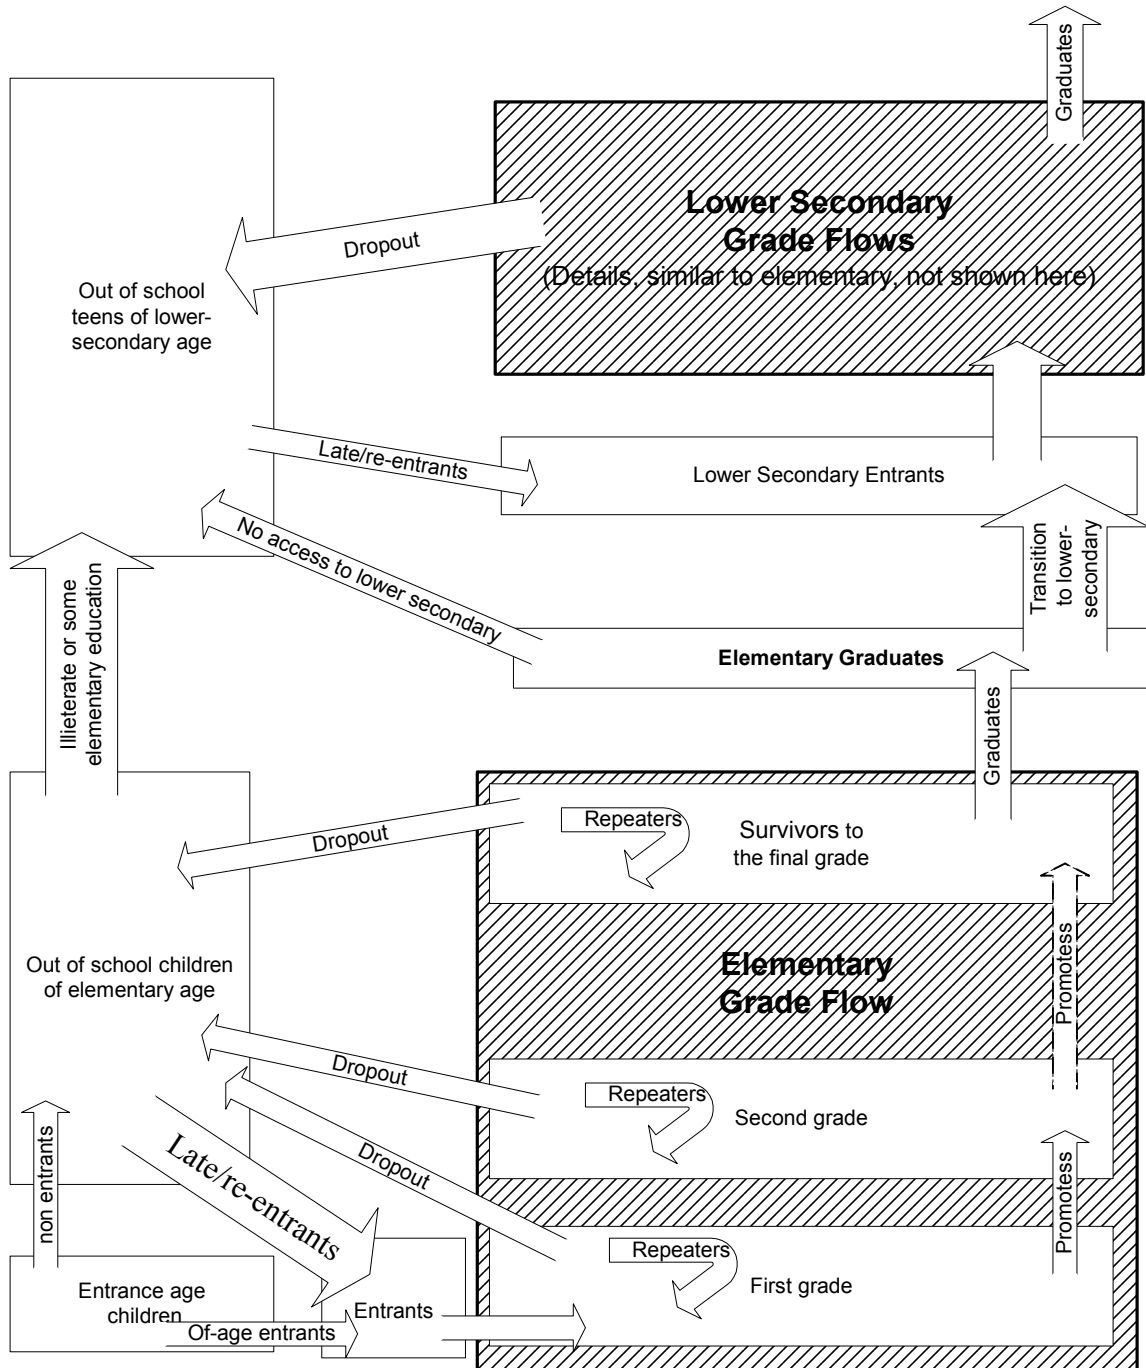 Graduates
Lower Secondary
Grade Flows
(Details, similar to elementary, not shown here)
Dropout
Out of school
teens of lower-
secondary age
Late/re-entrants
Lower Secondary Entrants
No access to lower secondary
Transition
to lower-
secondary
Illieterate or some
elementary education
Elementary Graduates
Graduates
Repeaters
Survivors to
the final grade
Dropout
Promotess
Elementary
Grade Flow
Out of school children
of elementary age
Dropout
Repeaters
Second grade
Dropout
Late/re-entrants
non entrants
Promotess
Repeaters
First grade
Entrance age
children
Entrants
Of-age entrants